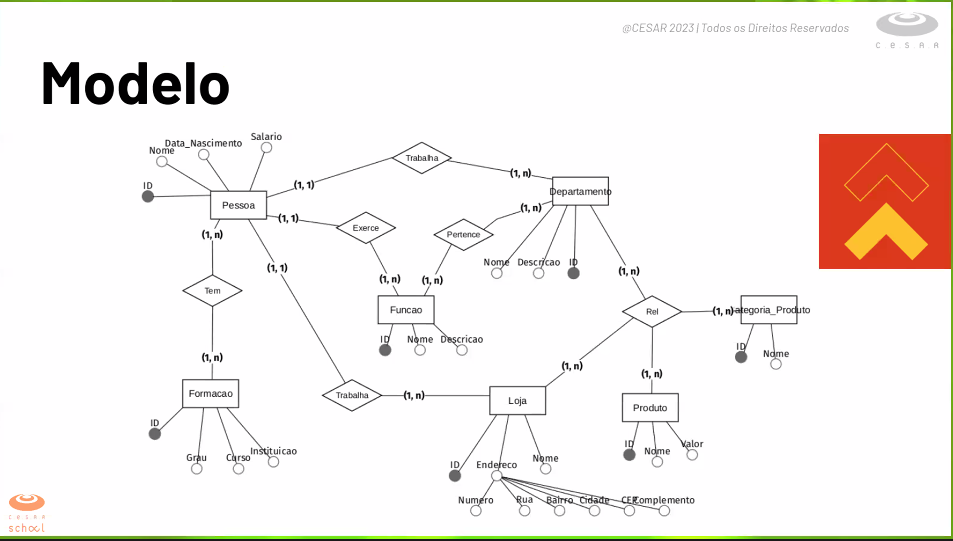 @CESAR 2023 | Todos os Direitos Reservados
c e s a r
Modelo
Salario
Data_Nascimento
Nome
Trabalha
(1, n)
ID
(1, 1)
Departamento
Pessoa
(1, n)
(1, 1)
Exerce
Pertence
(1, n)
Nome
Descricao
ID
(1, 1)
(1, n)
(1, n)
(1, n)
Tem
Funcao
Rel
(1, n)
ategoria_Produto
ID
Nome
Descricao
ID
Nome
(1, n)
(1, n)
(1, n)
Formacao
Trabalha
(1, n)
Loja
Produto
ID
Grau
Curso
Instituicao
ID
Nome
Valor
ID
Endereco
Nome
Numero
Rua
Bairro
Cidade
CEP
Complemento
c e s a r
school